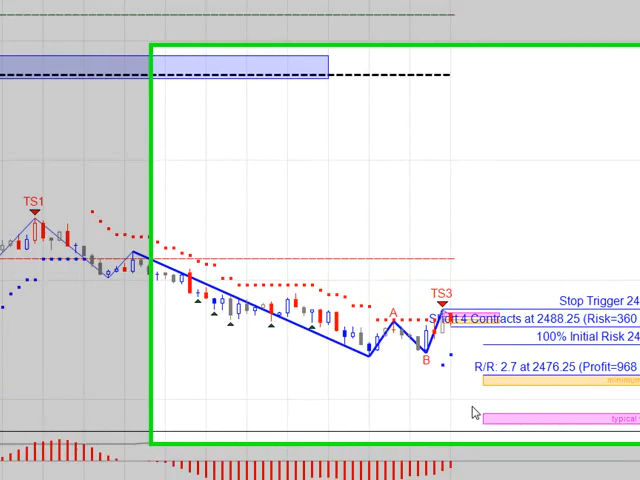 TS1
TS3
Stop Trigger 24
A
Short 4 Contracts at 2488.25 (Risk=360
100% Initial Risk 24
B
R/R: 2.7 at 2476.25 (Profit=968
minimum
typical